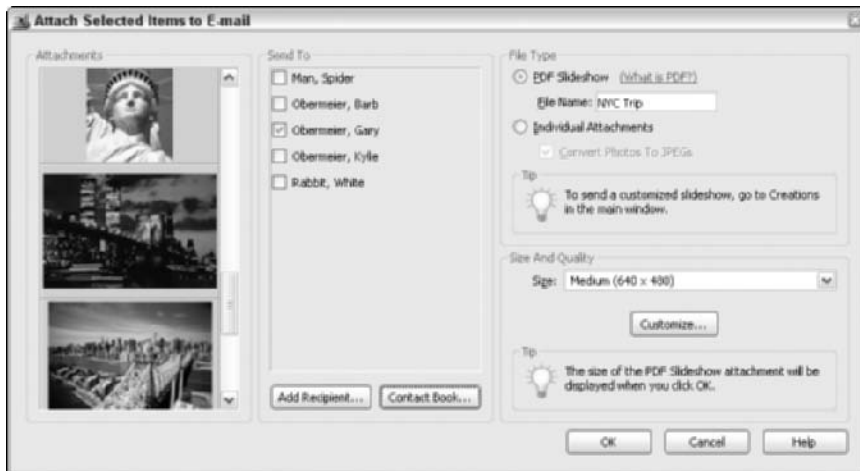 Attach Selected Items to E-mail
Attachments
Send To
Man, Spider
Obermeier, Barb
Obermeier, Gary
Obermeier, Kylie
Rabbit, White
Add Recipient...
Contact Book...
File Type
PDF Slideshow (What is PDF?)
File Name: NYC Trip
Individual Attachments
Convert Photos To JPEGs
Tip
To send a customized slideshow, go to Creations
in the main window.
Size And Quality
Size: Medium (640 x 480)
Customize...
Tip
The size of the PDF Slideshow attachment will be
displayed when you click OK.
OK
Cancel
Help